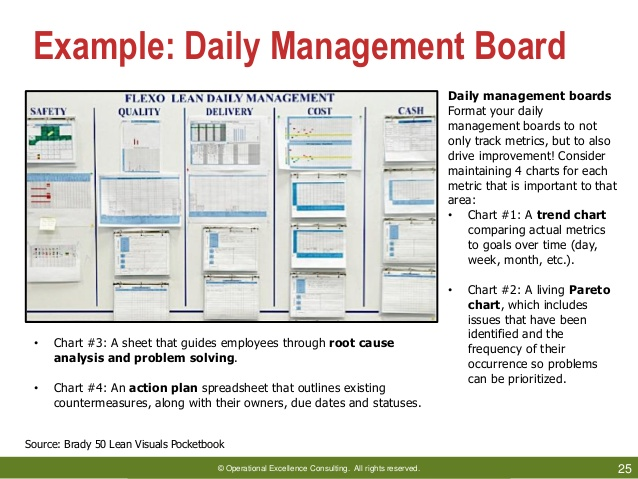 Example: Daily Management Board
FLEXO LEAN DAILY MANAGEMENT
SAFETY
QUALITY
DELIVERY
COST
CASH
Daily management boards
Format your daily
management boards to not
only track metrics, but to also
drive improvement! Consider
maintaining 4 charts for each
metric that is important to that
area:
• Chart #1: A trend chart
comparing actual metrics
to goals over time (day,
week, month, etc.).
• Chart #2: A living Pareto
chart, which includes
issues that have been
identified and the
frequency of their
occurrence so problems
can be prioritized.
• Chart #3: A sheet that guides employees through root cause
analysis and problem solving.
• Chart #4: An action plan spreadsheet that outlines existing
countermeasures, along with their owners, due dates and statuses.
Source: Brady 50 Lean Visuals Pocketbook
© Operational Excellence Consulting. All rights reserved.
25